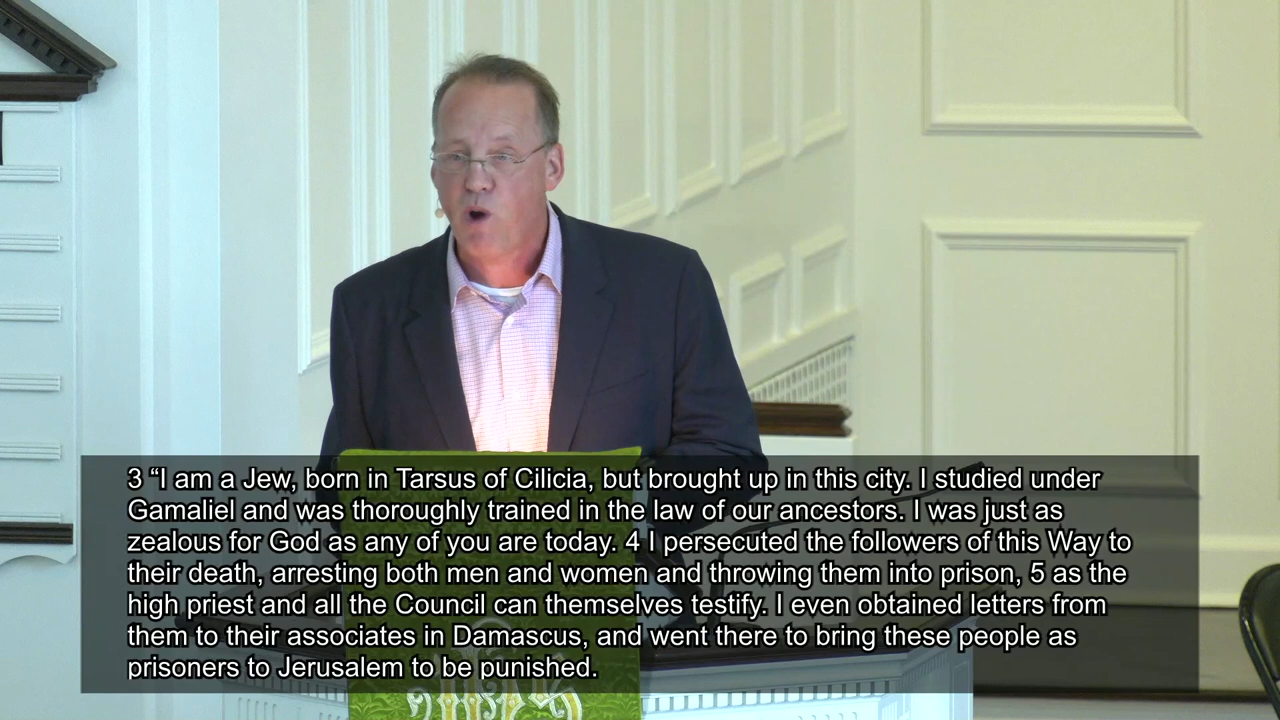 3 “I am a Jew, born in Tarsus of Cilicia, but brought up in this city. I studied under
Gamaliel and was thoroughly trained in the law of our ancestors. I was just as
zealous for God as any of you are today. 4 I persecuted the followers of this Way to
their death, arresting both men and women and throwing them into prison, 5 as the
high priest and all the Council can themselves testify. I even obtained letters from
them to their associates in Damascus, and went there to bring these people as
prisoners to Jerusalem to be punished.